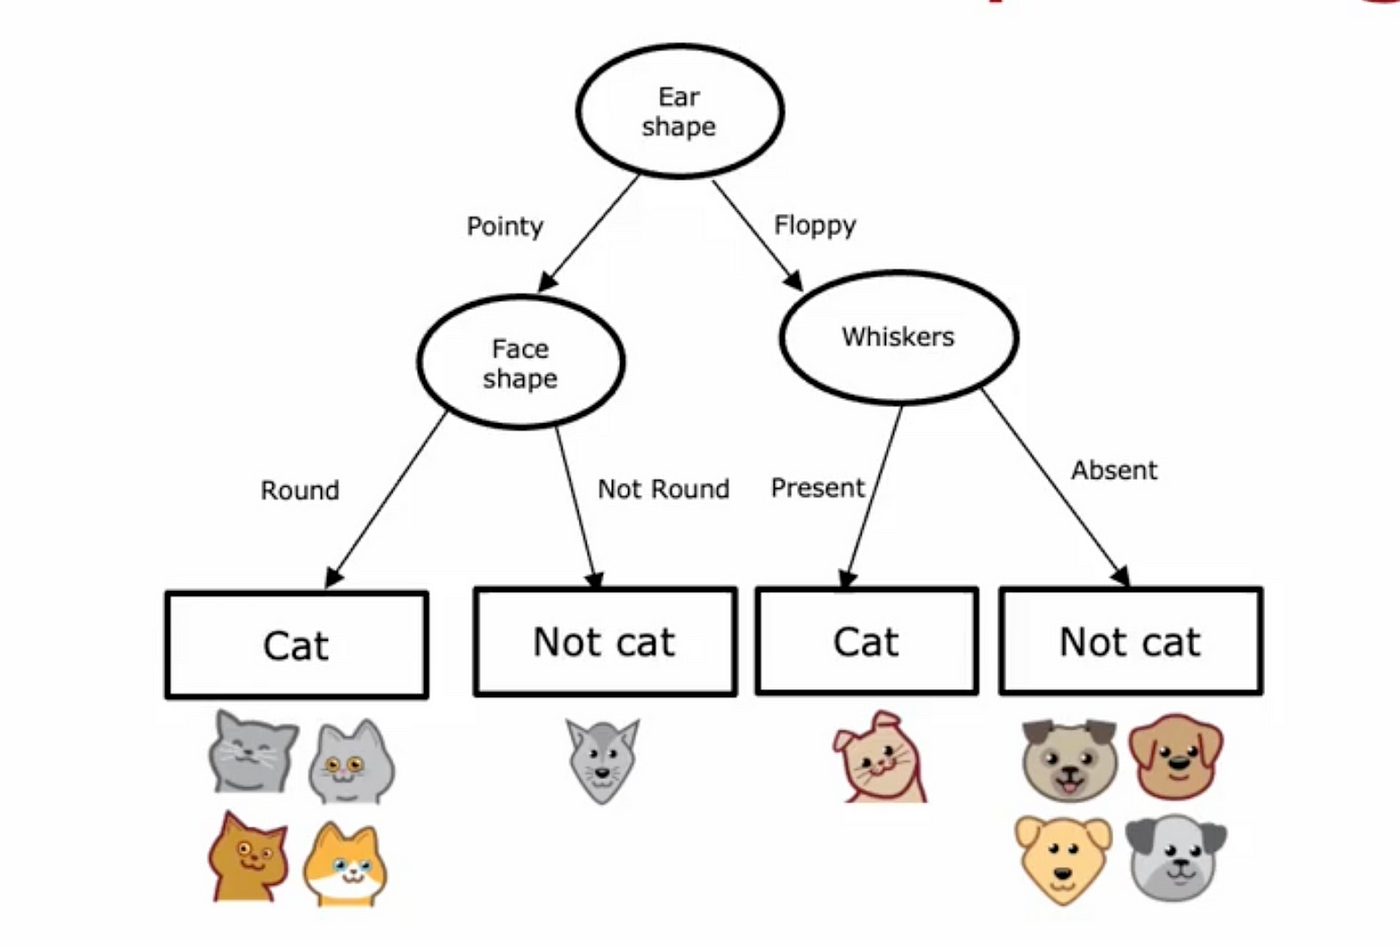 Ear
shape
Pointy
Floppy
Face
shape
Whiskers
Round
Not Round
Present
Absent
Cat
Not cat
Cat
Not cat